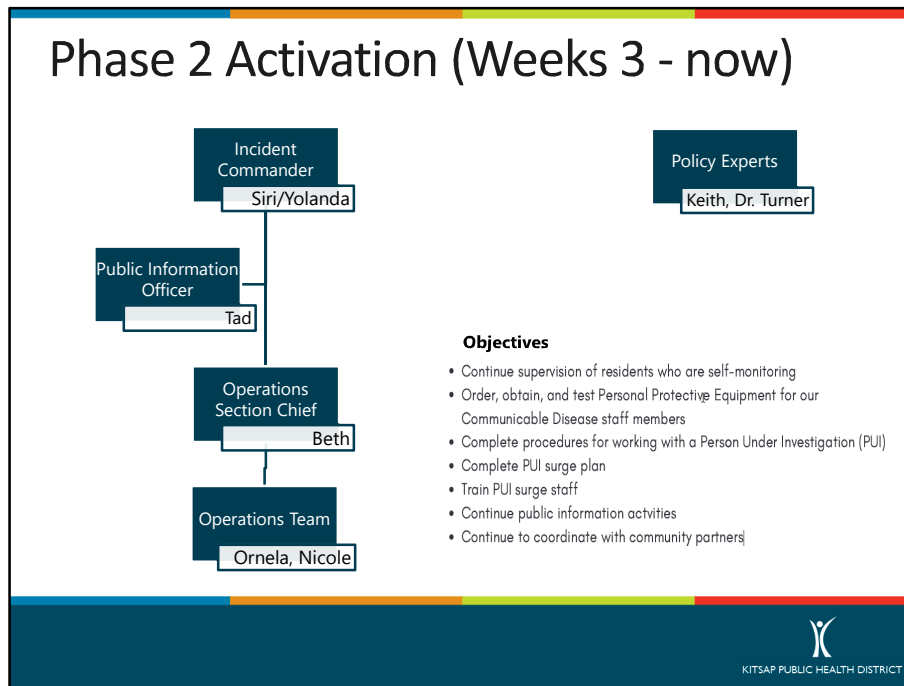 Phase 2 Activation (Weeks 3 - now)
Incident
Commander
Siri/Yolanda
Policy Experts
Keith, Dr. Turner
Public Information
Officer
Tad
Operations
Section Chief
Beth
Operations Team
Ornela, Nicole
Objectives
• Continue supervision of residents who are self-monitoring
• Order, obtain, and test Personal Protective Equipment for our
Communicable Disease staff members
• Complete procedures for working with a Person Under Investigation (PUI)
• Complete PUI surge plan
• Train PUI surge staff
• Continue public information actvities
• Continue to coordinate with community partners
KITSAP PUBLIC HEALTH DISTRICT